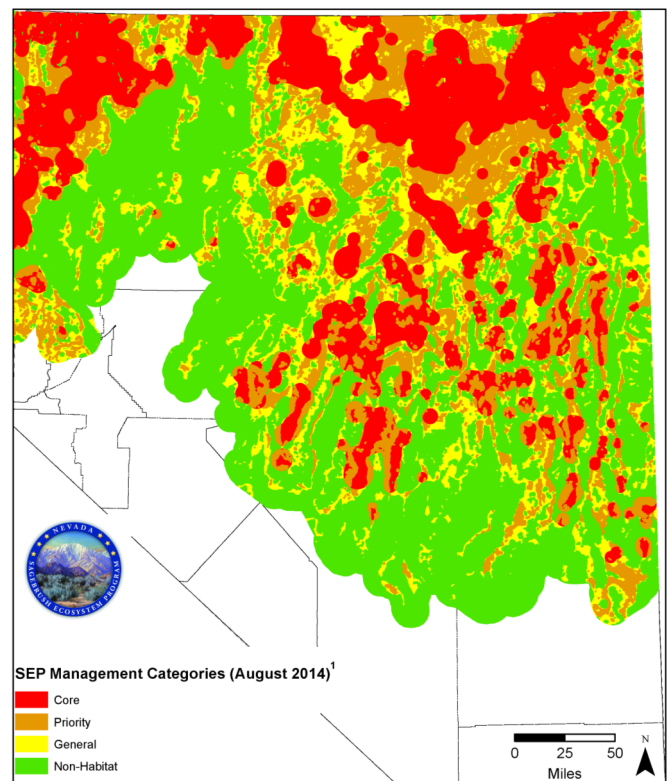 NEVADA
SAGEBRUSH ECOSYSTEM PROGRAM
SEP Management Categories (August 2014)1
Core
Priority
General
Non-Habitat
0 25 50
Miles
N